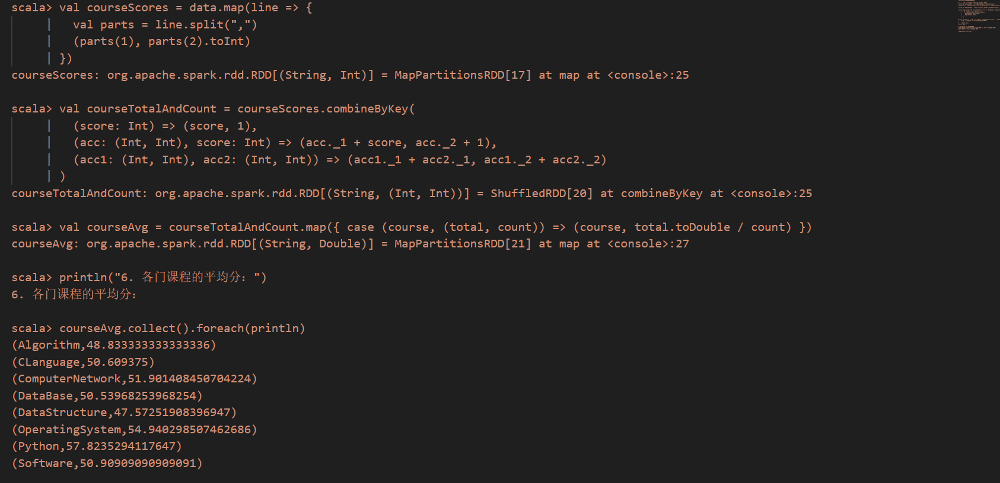 scala> val courseScores = data.map(line => {
     |   val parts = line.split(",")
     |   (parts(1), parts(2).toInt)
     | })
courseScores: org.apache.spark.rdd.RDD[(String, Int)] = MapPartitionsRDD[17] at map at <console>:25
scala> val courseTotalAndCount = courseScores.combineByKey(
     |   (score: Int) => (score, 1),
     |   (acc: (Int, Int), score: Int) => (acc._1 + score, acc._2 + 1),
     |   (acc1: (Int, Int), acc2: (Int, Int)) => (acc1._1 + acc2._1, acc1._2 + acc2._2)
     | )
courseTotalAndCount: org.apache.spark.rdd.RDD[(String, (Int, Int))] = ShuffledRDD[20] at combineByKey at <console>:25
scala> val courseAvg = courseTotalAndCount.map({ case (course, (total, count)) => (course, total.toDouble / count) })
courseAvg: org.apache.spark.rdd.RDD[(String, Double)] = MapPartitionsRDD[21] at map at <console>:27
scala> println("6. 各门课程的平均分：")
6. 各门课程的平均分：
scala> courseAvg.collect().foreach(println)
(Algorithm,48.833333333333336)
(CLanguage,50.609375)
(ComputerNetwork,51.901408450704224)
(DataBase,50.53968253968254)
(DataStructure,47.57251908396947)
(OperatingSystem,54.940298507462686)
(Python,57.8235294117647)
(Software,50.90909090909091)